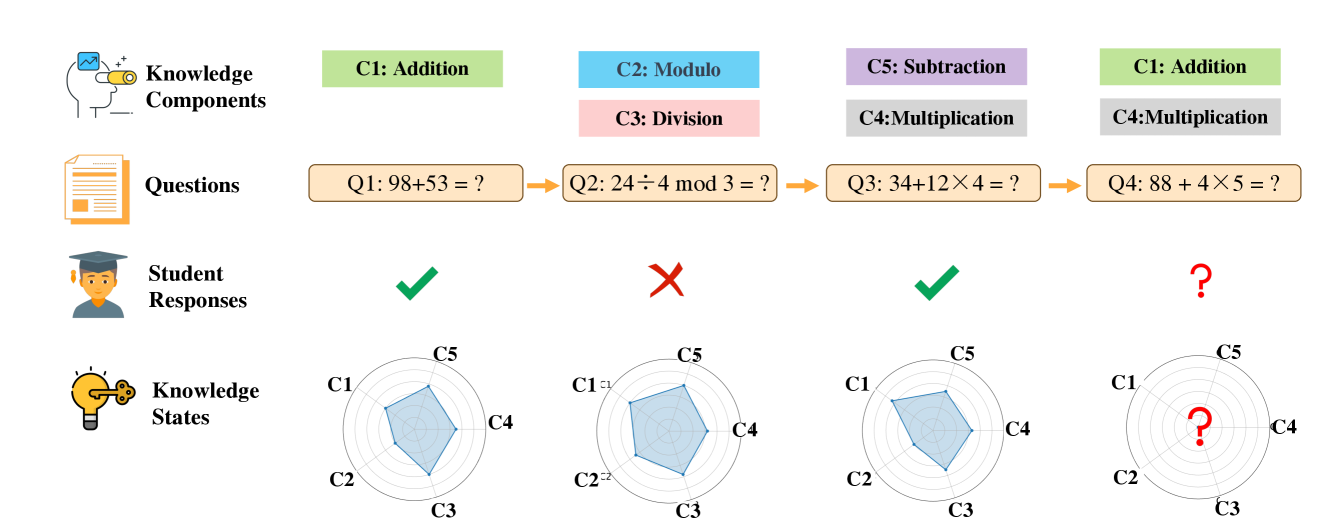 Knowledge
Components
C1: Addition
C2: Modulo
C3: Division
C5: Subtraction
C4:Multiplication
C1: Addition
C4:Multiplication
Questions
Q1: 98+53 = ?
Q2: 24÷4 mod 3 = ?
Q3: 34+12×4 = ?
Q4: 88 + 4×5 = ?
Student
Responses
?
Knowledge
States
C5
C1
C4
C2
C3
C5
C1
C1
C4
C2
C2
C3
C5
C1
C4
C2
C3
C5
C1
?
C4
C2
C3